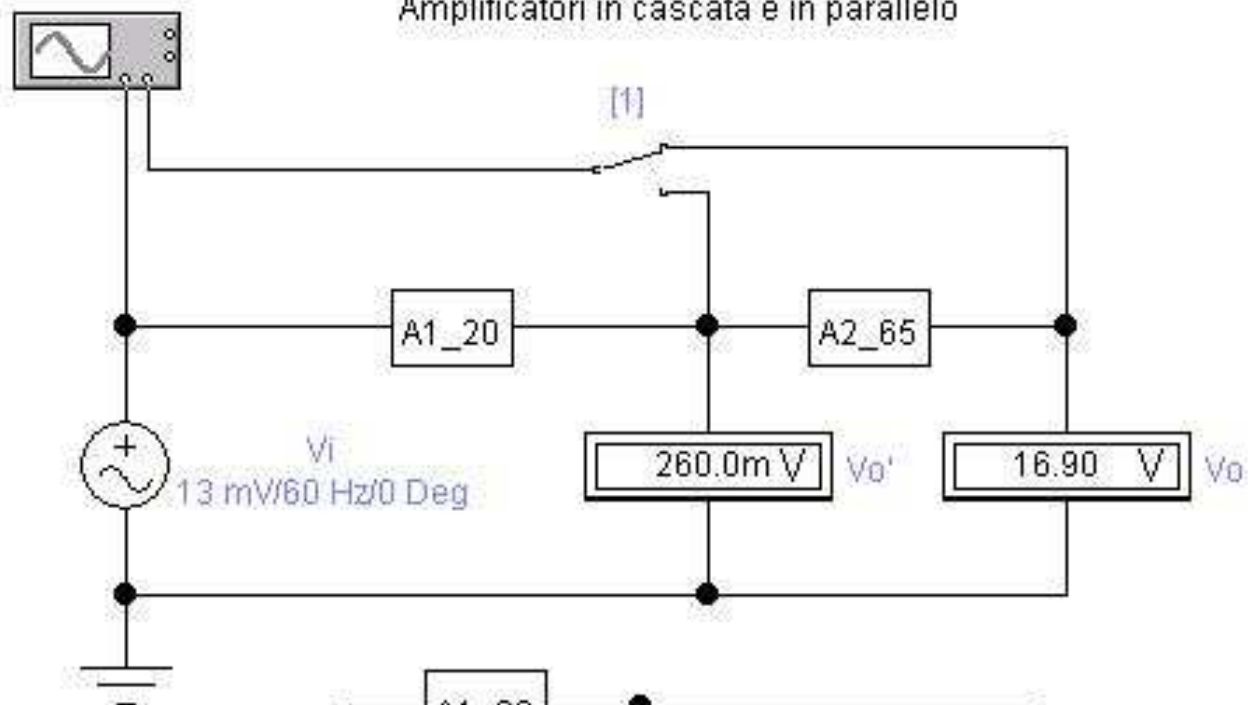 Amplificatori in cascata e in parallelo
[1]
A1_20
A2_65
Vi
13 mV/60 Hz/0 Deg
260.0m V
Vo'
16.90 V
Vo